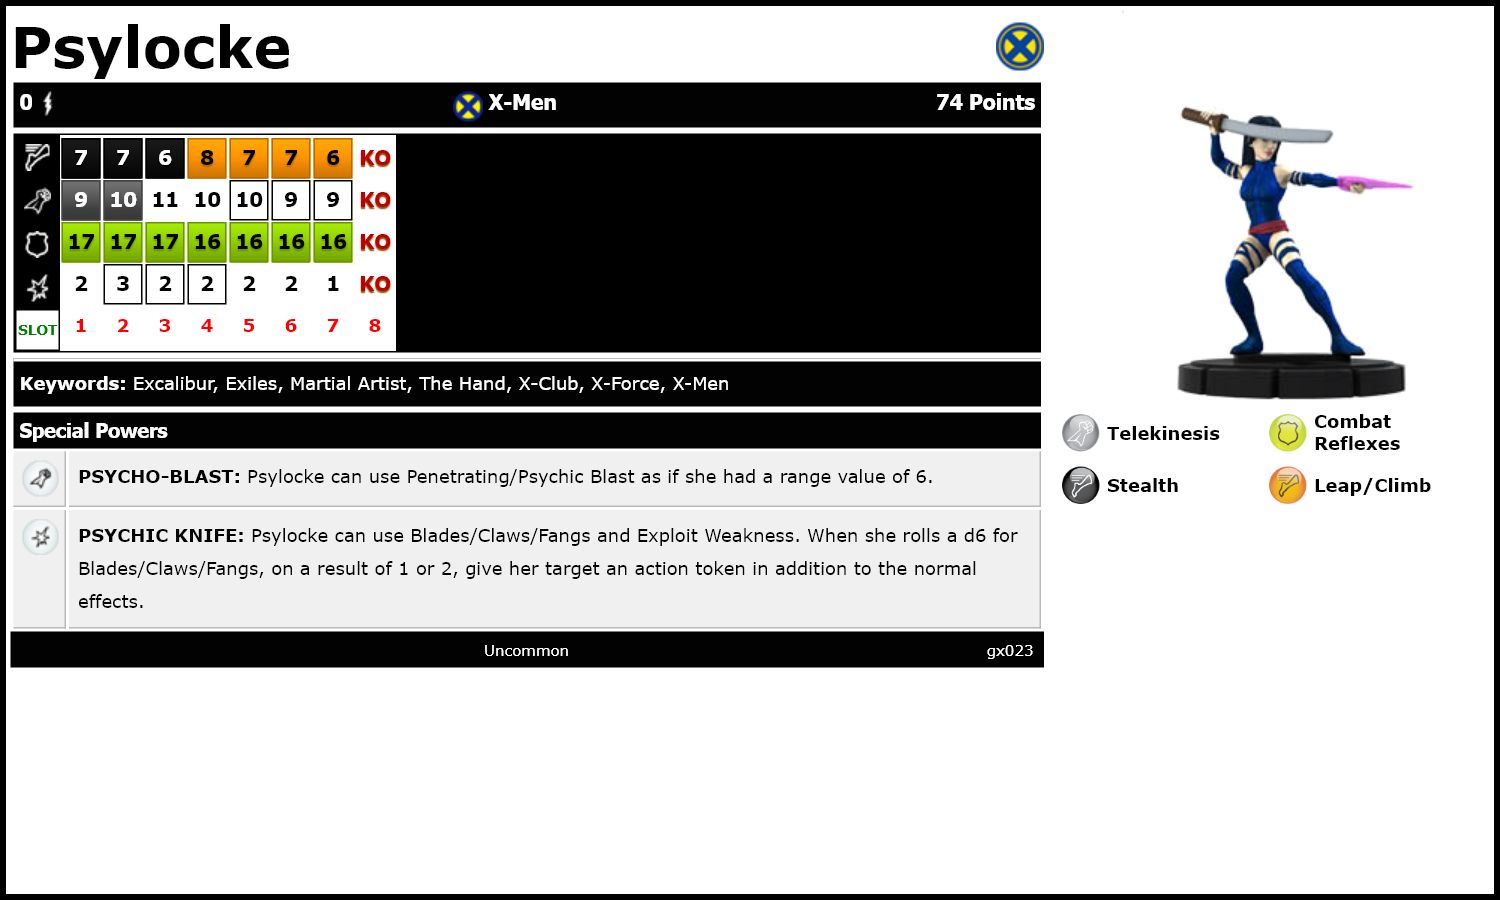 Psylocke
0 X-Men 74 Points
7 7 6 8 7 7 6 KO
9 10 11 10 10 9 9 KO
17 17 17 16 16 16 16 KO
2 3 2 2 2 2 1 KO
SLOT 1 2 3 4 5 6 7 8
Keywords: Excalibur, Exiles, Martial Artist, The Hand, X-Club, X-Force, X-Men
Special Powers
PSYCHO-BLAST: Psylocke can use Penetrating/Psychic Blast as if she had a range value of 6.
PSYCHIC KNIFE: Psylocke can use Blades/Claws/Fangs and Exploit Weakness. When she rolls a d6 for
Blades/Claws/Fangs, on a result of 1 or 2, give her target an action token in addition to the normal
effects.
Uncommon gx023
Telekinesis
Combat
Reflexes
Stealth
Leap/Climb